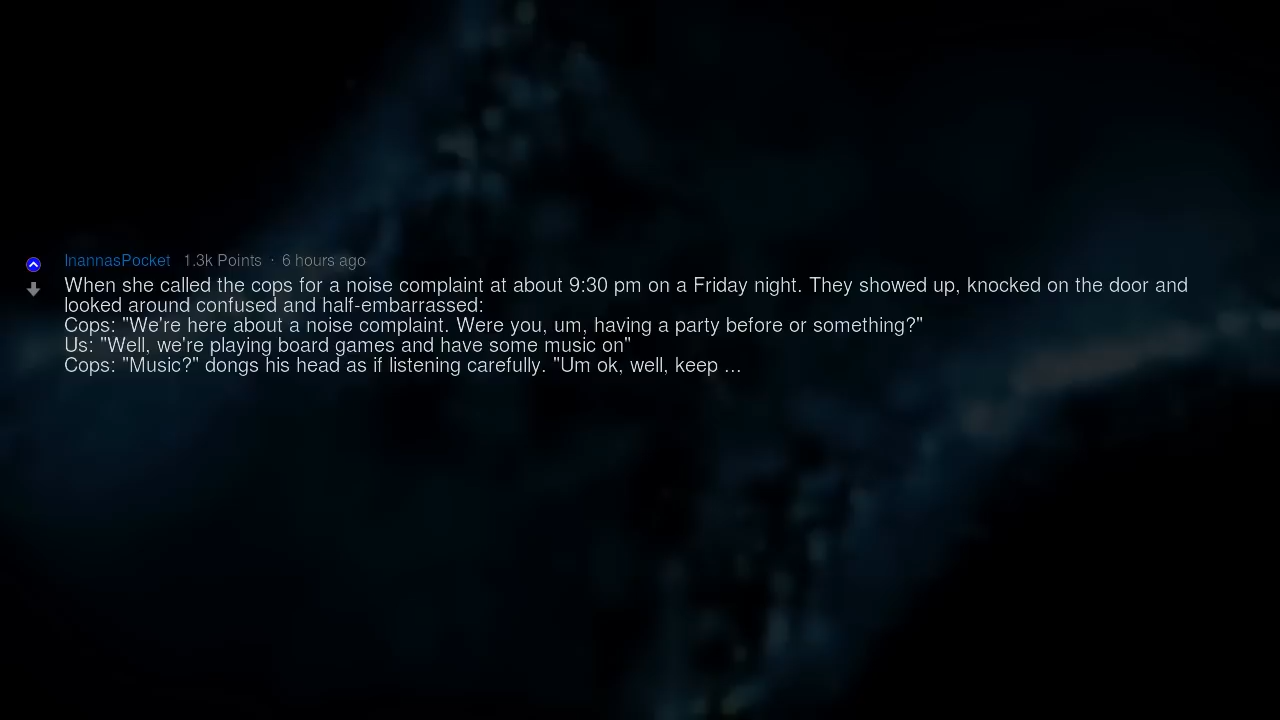 InannasPocket 1.3k Points · 6 hours ago
When she called the cops for a noise complaint at about 9:30 pm on a Friday night. They showed up, knocked on the door and
looked around confused and half-embarrassed:
Cops: "We're here about a noise complaint. Were you, um, having a party before or something?"
Us: "Well, we're playing board games and have some music on"
Cops: "Music?" dongs his head as if listening carefully. "Um ok, well, keep ...